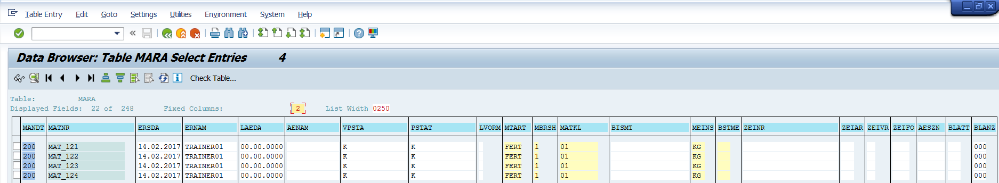 Table Entry Edit Goto Settings Utilities Environment System Help
Data Browser: Table MARA Select Entries 4
Check Table...
Table: MARA
Displayed Fields: 22 of 248 Fixed Columns: 2 List Width 0250
MANDT MATNR ERSDA ERNAM LAEDA AENAM VPSTA PSTAT LVORM MTART MBRSH MATKL BISMT MEINS BSTME ZEINR ZEIAR ZEIVR ZEIFO AESZN BLATT BLANZ
200 MAT_121 14.02.2017 TRAINER01 00.00.0000 K K FERT 1 01 KG 000
200 MAT_122 14.02.2017 TRAINER01 00.00.0000 K K FERT 1 01 KG 000
200 MAT_123 14.02.2017 TRAINER01 00.00.0000 K K FERT 1 01 KG 000
200 MAT_124 14.02.2017 TRAINER01 00.00.0000 K K FERT 1 01 KG 000